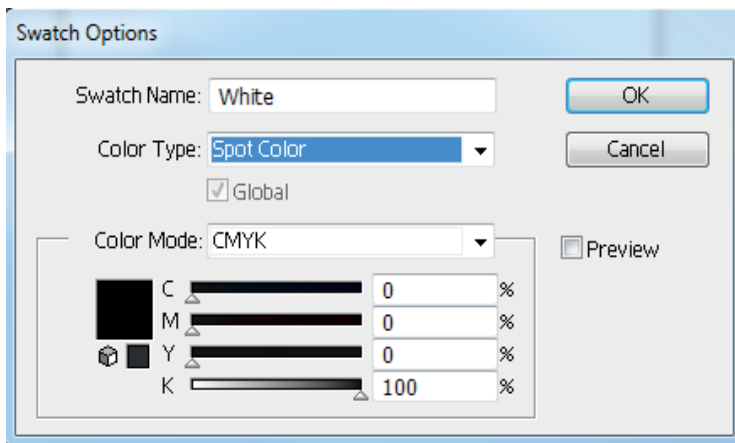 Swatch Options
Swatch Name: White OK
Color Type: Spot Color Cancel
Global
Color Mode: CMYK Preview
C 0 %
M 0 %
Y 0 %
K 100 %